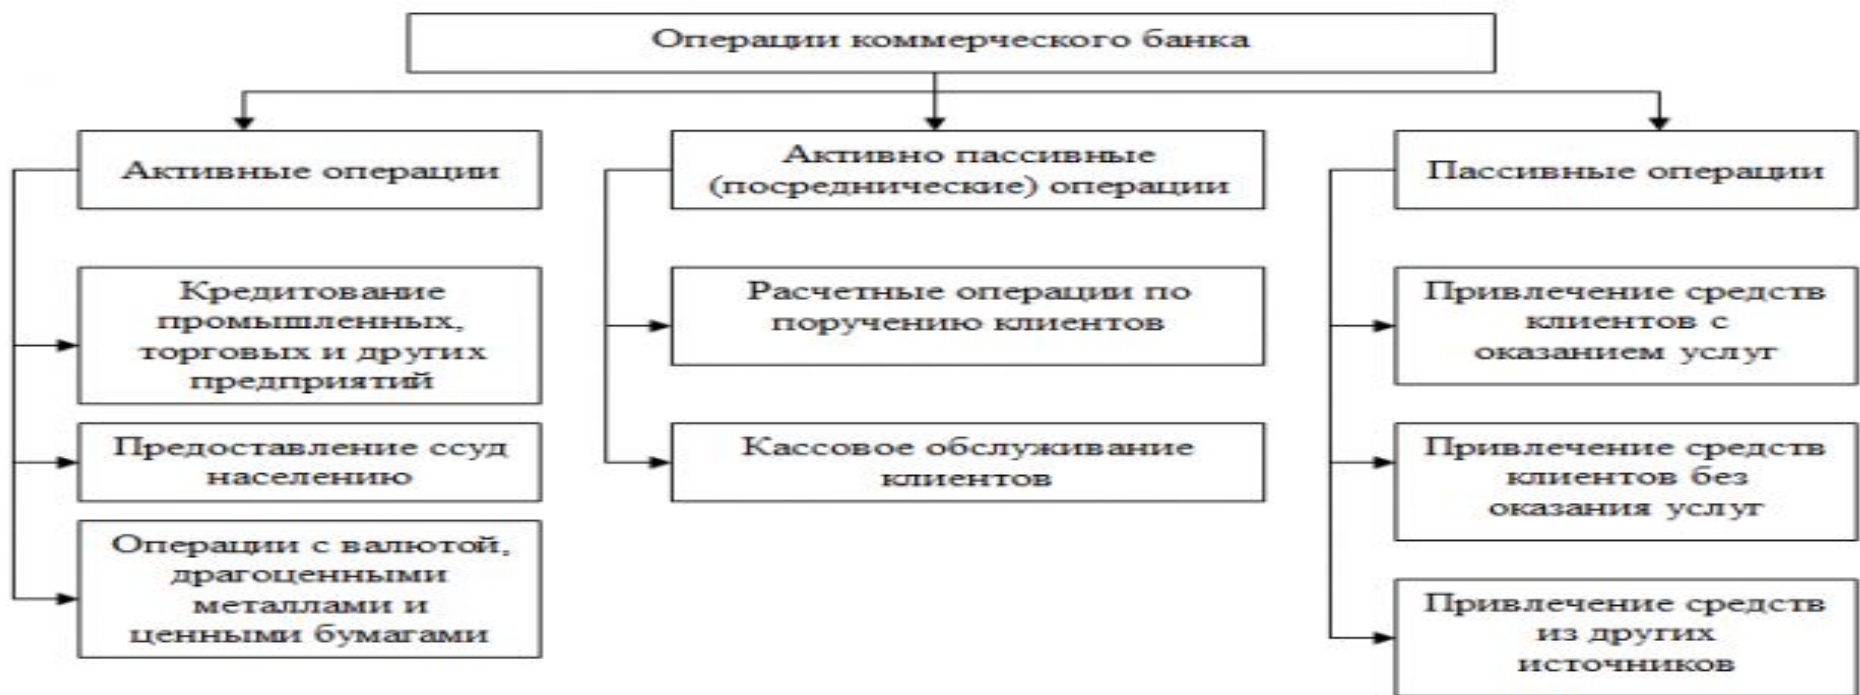 Операции коммерческого банка
Активные операции
Кредитование
промышленных,
торговых и других
предприятий
Предоставление ссуд
населению
Операции с валютой,
драгоценными
металлами и
ценными бумагами
Активно пассивные
(посреднические) операции
Расчетные операции по
поручению клиентов
Кассовое обслуживание
клиентов
Пассивные операции
Привлечение средств
клиентов с
оказанием услуг
Привлечение средств
клиентов без
оказания услуг
Привлечение средств
из других
источников